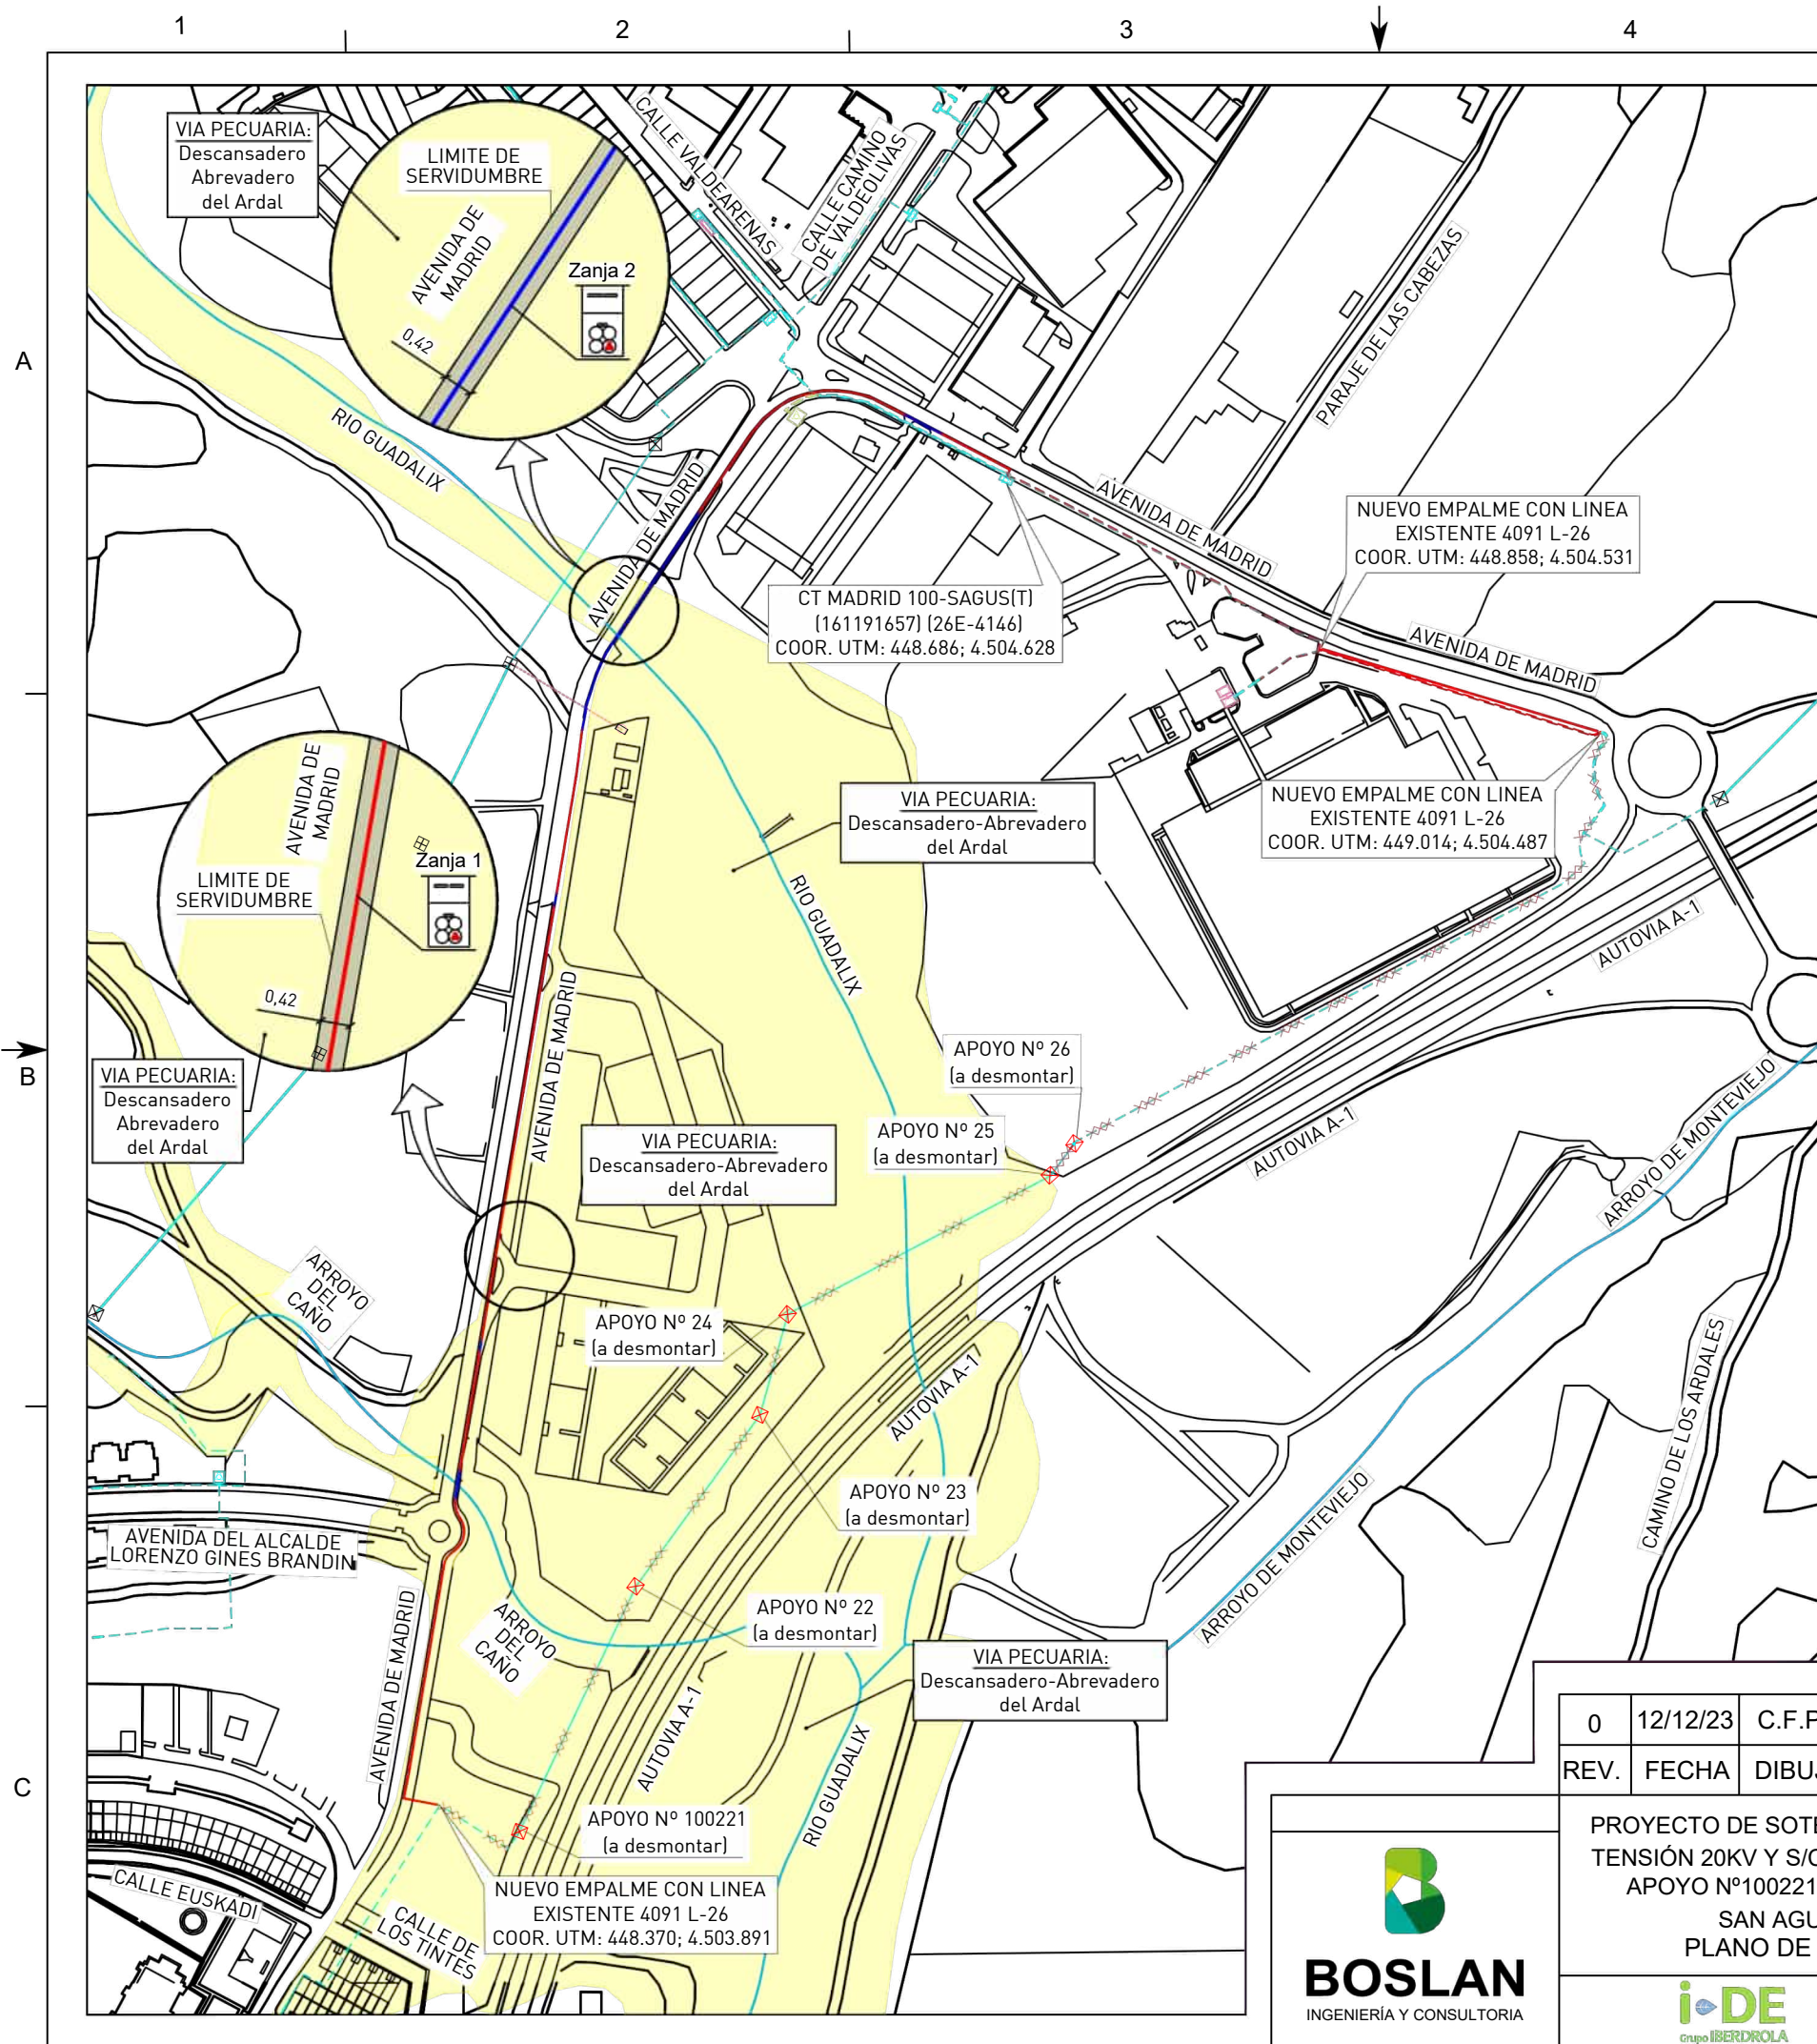 1
2
3
4
A
B
C
VIA PECUARIA:
Descansadero
Abrevadero
del Ardal
LIMITE DE
SERVIDUMBRE
AVENIDA DE
MADRID
Zanja 2
0,42
CALLE VALDEARENAS
CALLE CAMINO
DE VALDEOLIVAS
PARAJE DE LAS CABEZAS
RIO GUADALIX
AVENIDA DE MADRID
AVENIDA DE MADRID
NUEVO EMPALME CON LINEA
EXISTENTE 4091 L-26
COOR. UTM: 448.858; 4.504.531
CT MADRID 100-SAGUS(T)
(161191657) (26E-4146)
COOR. UTM: 448.686; 4.504.628
AVENIDA DE MADRID
AVENIDA DE
MADRID
Zanja 1
LIMITE DE
SERVIDUMBRE
0,42
VIA PECUARIA:
Descansadero-Abrevadero
del Ardal
NUEVO EMPALME CON LINEA
EXISTENTE 4091 L-26
COOR. UTM: 449.014; 4.504.487
RIO GUADALIX
AUTOVIA A-1
AVENIDA DE MADRID
VIA PECUARIA:
Descansadero
Abrevadero
del Ardal
APOYO Nº 26
(a desmontar)
APOYO Nº 25
(a desmontar)
AUTOVIA A-1
ARROYO DE MONTEVIEJO
VIA PECUARIA:
Descansadero-Abrevadero
del Ardal
ARROYO
DEL
CAÑO
APOYO Nº 24
(a desmontar)
AUTOVIA A-1
CAMINO DE LOS ARDALES
APOYO Nº 23
(a desmontar)
AVENIDA DEL ALCALDE
LORENZO GINES BRANDIN
ARROYO DE MONTEVIEJO
AVENIDA DE MADRID
ARROYO
DEL
CAÑO
APOYO Nº 22
(a desmontar)
VIA PECUARIA:
Descansadero-Abrevadero
del Ardal
AUTOVIA A-1
RIO GUADALIX
APOYO Nº 100221
(a desmontar)
NUEVO EMPALME CON LINEA
EXISTENTE 4091 L-26
COOR. UTM: 448.370; 4.503.891
CALLE EUSKADI
CALLE DE
LOS TINTES
0 12/12/23 C.F.P
REV. FECHA DIBUJ
PROYECTO DE SOTE
TENSIÓN 20KV Y S/C
APOYO Nº100221
SAN AGU
PLANO DE
BOSLAN
INGENIERÍA Y CONSULTORIA
i-DE
Grupo IBERDROLA